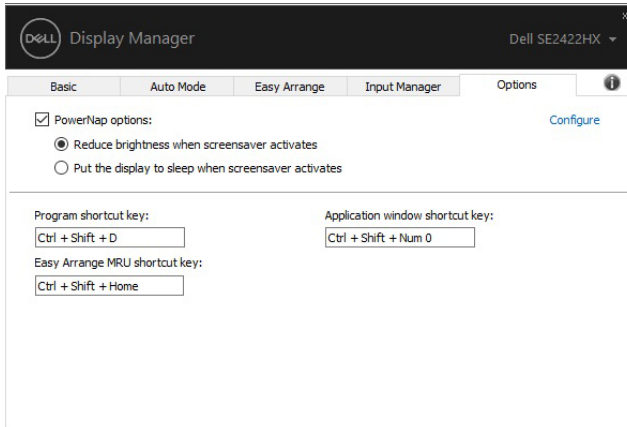 DELL Display Manager
Dell SE2422HX
Basic Auto Mode Easy Arrange Input Manager Options
PowerNap options:
Configure
Reduce brightness when screensaver activates
Put the display to sleep when screensaver activates
Program shortcut key:
Application window shortcut key:
Ctrl + Shift + D
Ctrl + Shift + Num 0
Easy Arrange MRU shortcut key:
Ctrl + Shift + Home